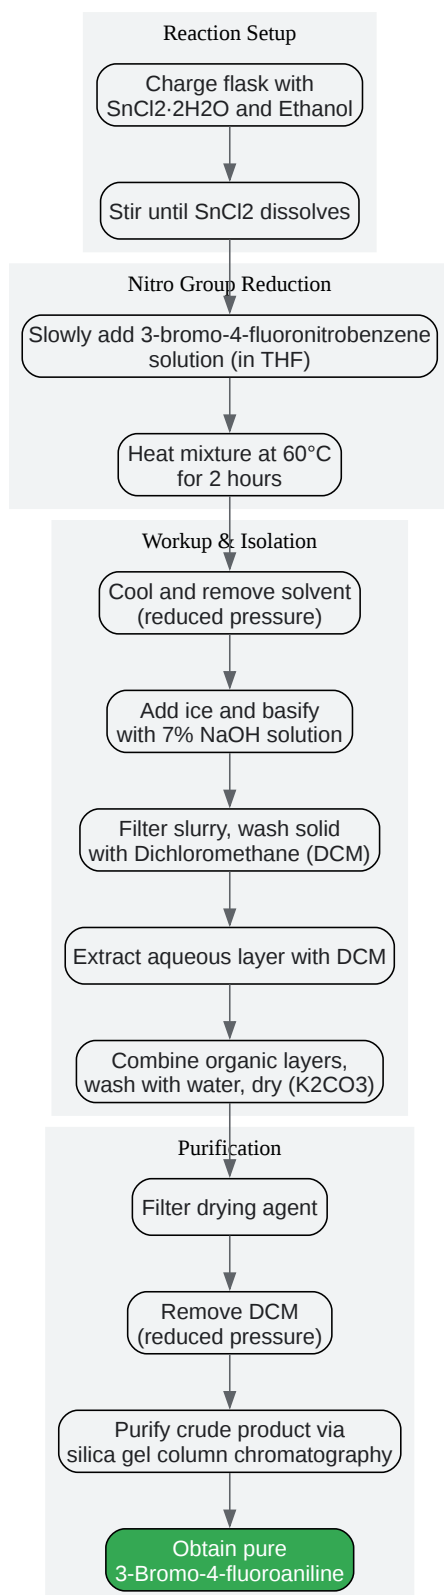 Reaction Setup
Charge flask with
SnCl2·2H2O and Ethanol
Stir until SnCl2 dissolves
Nitro Group Reduction
Slowly add 3-bromo-4-fluoronitrobenzene
solution (in THF)
Heat mixture at 60°C
for 2 hours
Workup & Isolation
Cool and remove solvent
(reduced pressure)
Add ice and basify
with 7% NaOH solution
Filter slurry, wash solid
with Dichloromethane (DCM)
Extract aqueous layer with DCM
Combine organic layers,
wash with water, dry (K2CO3)
Purification
Filter drying agent
Remove DCM
(reduced pressure)
Purify crude product via
silica gel column chromatography
Obtain pure
3-Bromo-4-fluoroaniline